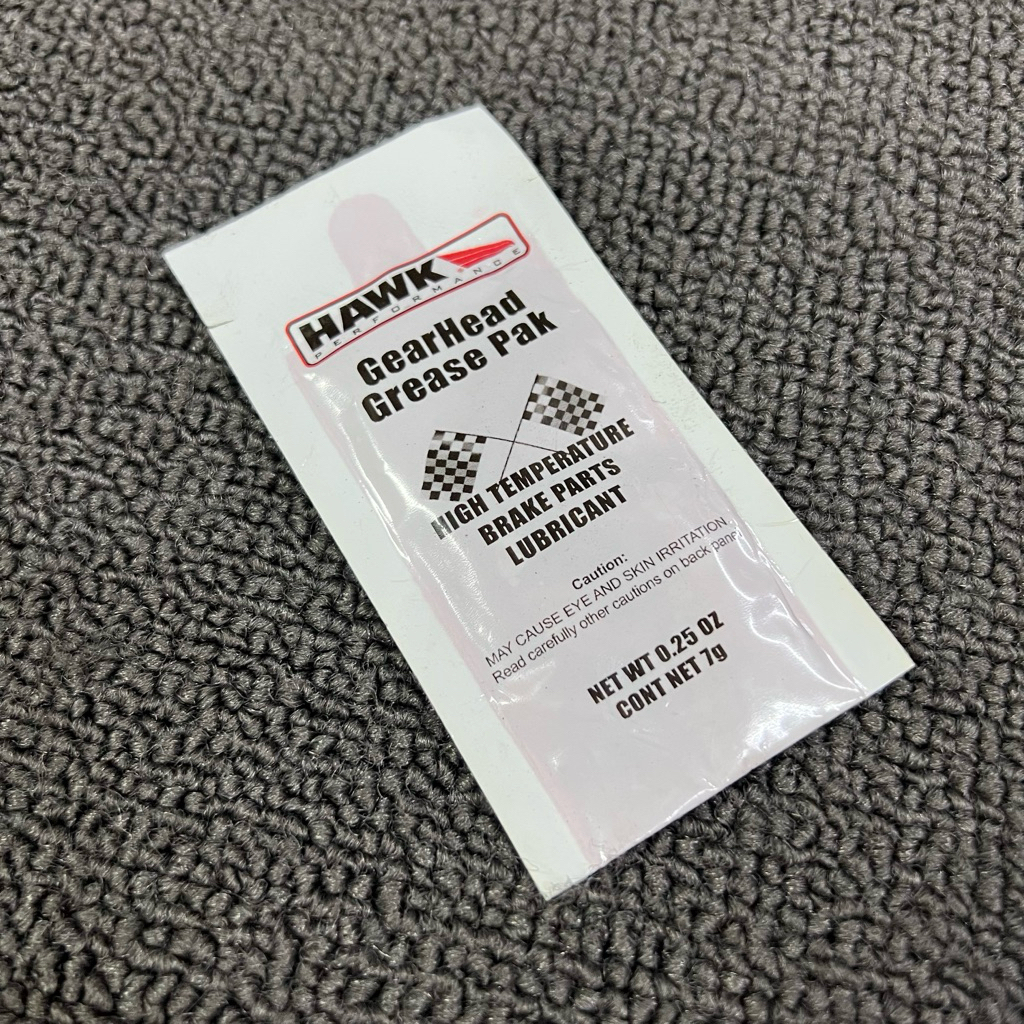 HAWK
PERFORMANCE
GearHead
Grease Pak
HIGH TEMPERATURE
BRAKE PARTS
LUBRICANT
Caution:
MAY CAUSE EYE AND SKIN IRRITATION.
Read carefully other cautions on back panel
NET WT 0.25 OZ
CONT NET 7g